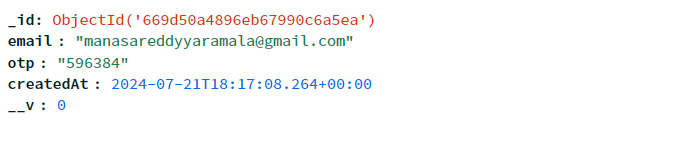 _id: ObjectId('669d50a4896eb67990c6a5ea')
email : "manasareddyyaramala@gmail.com"
otp : "596384"
createdAt : 2024-07-21T18:17:08.264+00:00
__v : 0